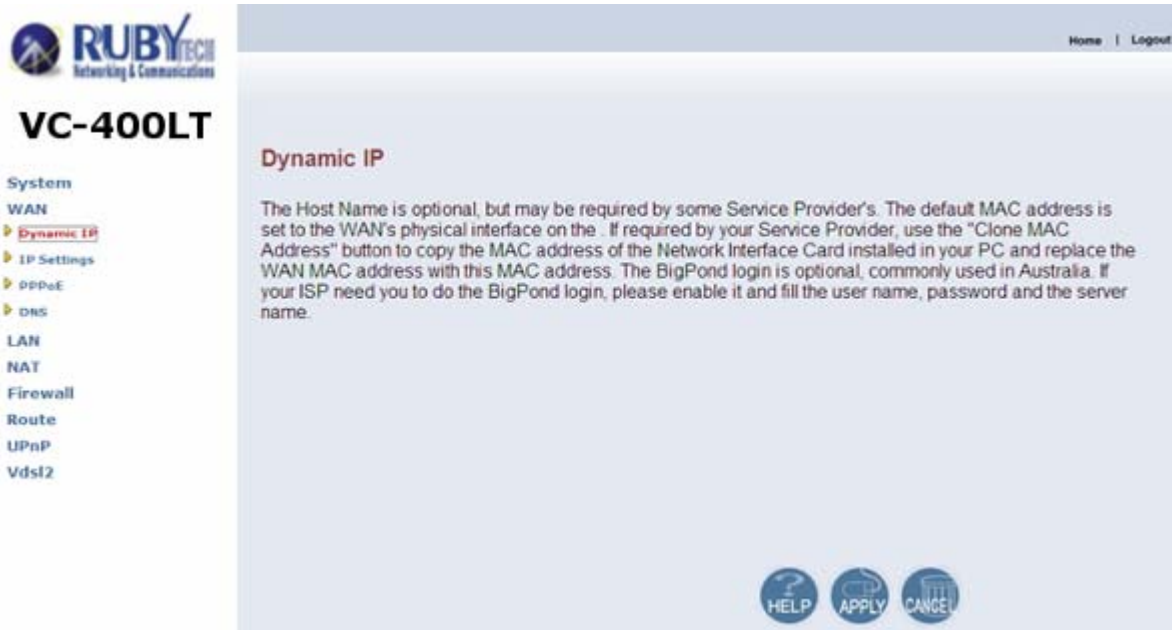 RUBYTECH
Networking & Communications
Home | Logout
VC-400LT
System
WAN
Dynamic IP
IP Settings
PPPoE
DNS
LAN
NAT
Firewall
Route
UPnP
Vdsl2
Dynamic IP
The Host Name is optional, but may be required by some Service Provider's. The default MAC address is
set to the WAN's physical interface on the . If required by your Service Provider, use the "Clone MAC
Address" button to copy the MAC address of the Network Interface Card installed in your PC and replace the
WAN MAC address with this MAC address. The BigPond login is optional, commonly used in Australia. If
your ISP need you to do the BigPond login, please enable it and fill the user name, password and the server
name.
HELP APPLY CANCEL